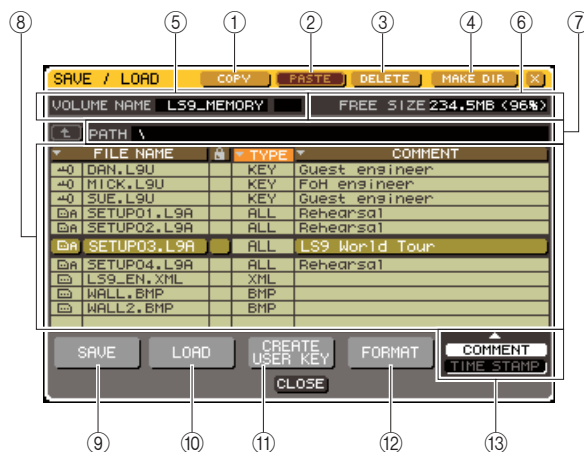 ⑧ ⑤ ① ② ③ ④ ⑥ ⑦
SAVE / LOAD COPY PASTE DELETE MAKE DIR X
VOLUME NAME LS9_MEMORY FREE SIZE 234.5MB (96%)
PATH \
FILE NAME TYPE COMMENT
DAN.L9U KEY Guest engineer
MICK.L9U KEY FoH engineer
SUE.L9U KEY Guest engineer
SETUP01.L9A ALL Rehearsal
SETUP02.L9A ALL Rehearsal
SETUP03.L9A ALL LS9 World Tour
SETUP04.L9A ALL Rehearsal
LS9_EN.XML XML
WALL.BMP BMP
WALL2.BMP BMP
SAVE LOAD CREATE USER KEY FORMAT COMMENT
TIME STAMP
CLOSE
⑨ ⑩ ⑪ ⑫ ⑬